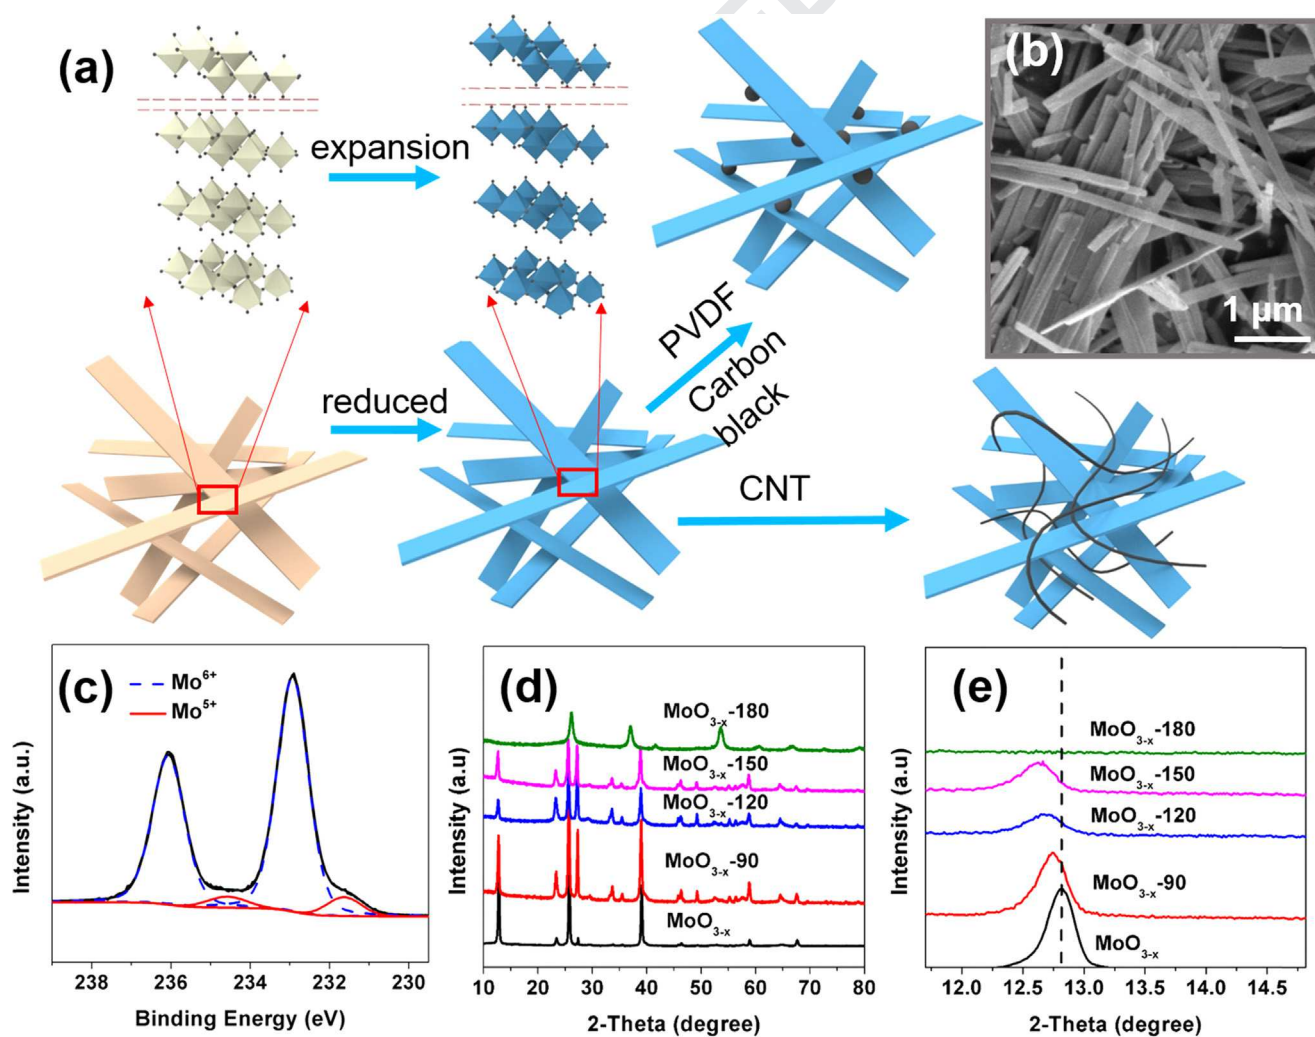 (a)
expansion
reduced
PVDF
Carbon
black
CNT
(b)
1 µm
(c)
Mo6+
Mo5+
Intensity (a.u.)
238 236 234 232 230
Binding Energy (eV)
(d)
MoO3-x-180
MoO3-x-150
MoO3-x-120
MoO3-x-90
MoO3-x
Intensity (a.u)
10 20 30 40 50 60 70 80
2-Theta (degree)
(e)
MoO3-x-180
MoO3-x-150
MoO3-x-120
MoO3-x-90
MoO3-x
Intensity (a.u)
12.0 12.5 13.0 13.5 14.0 14.5
2-Theta (degree)